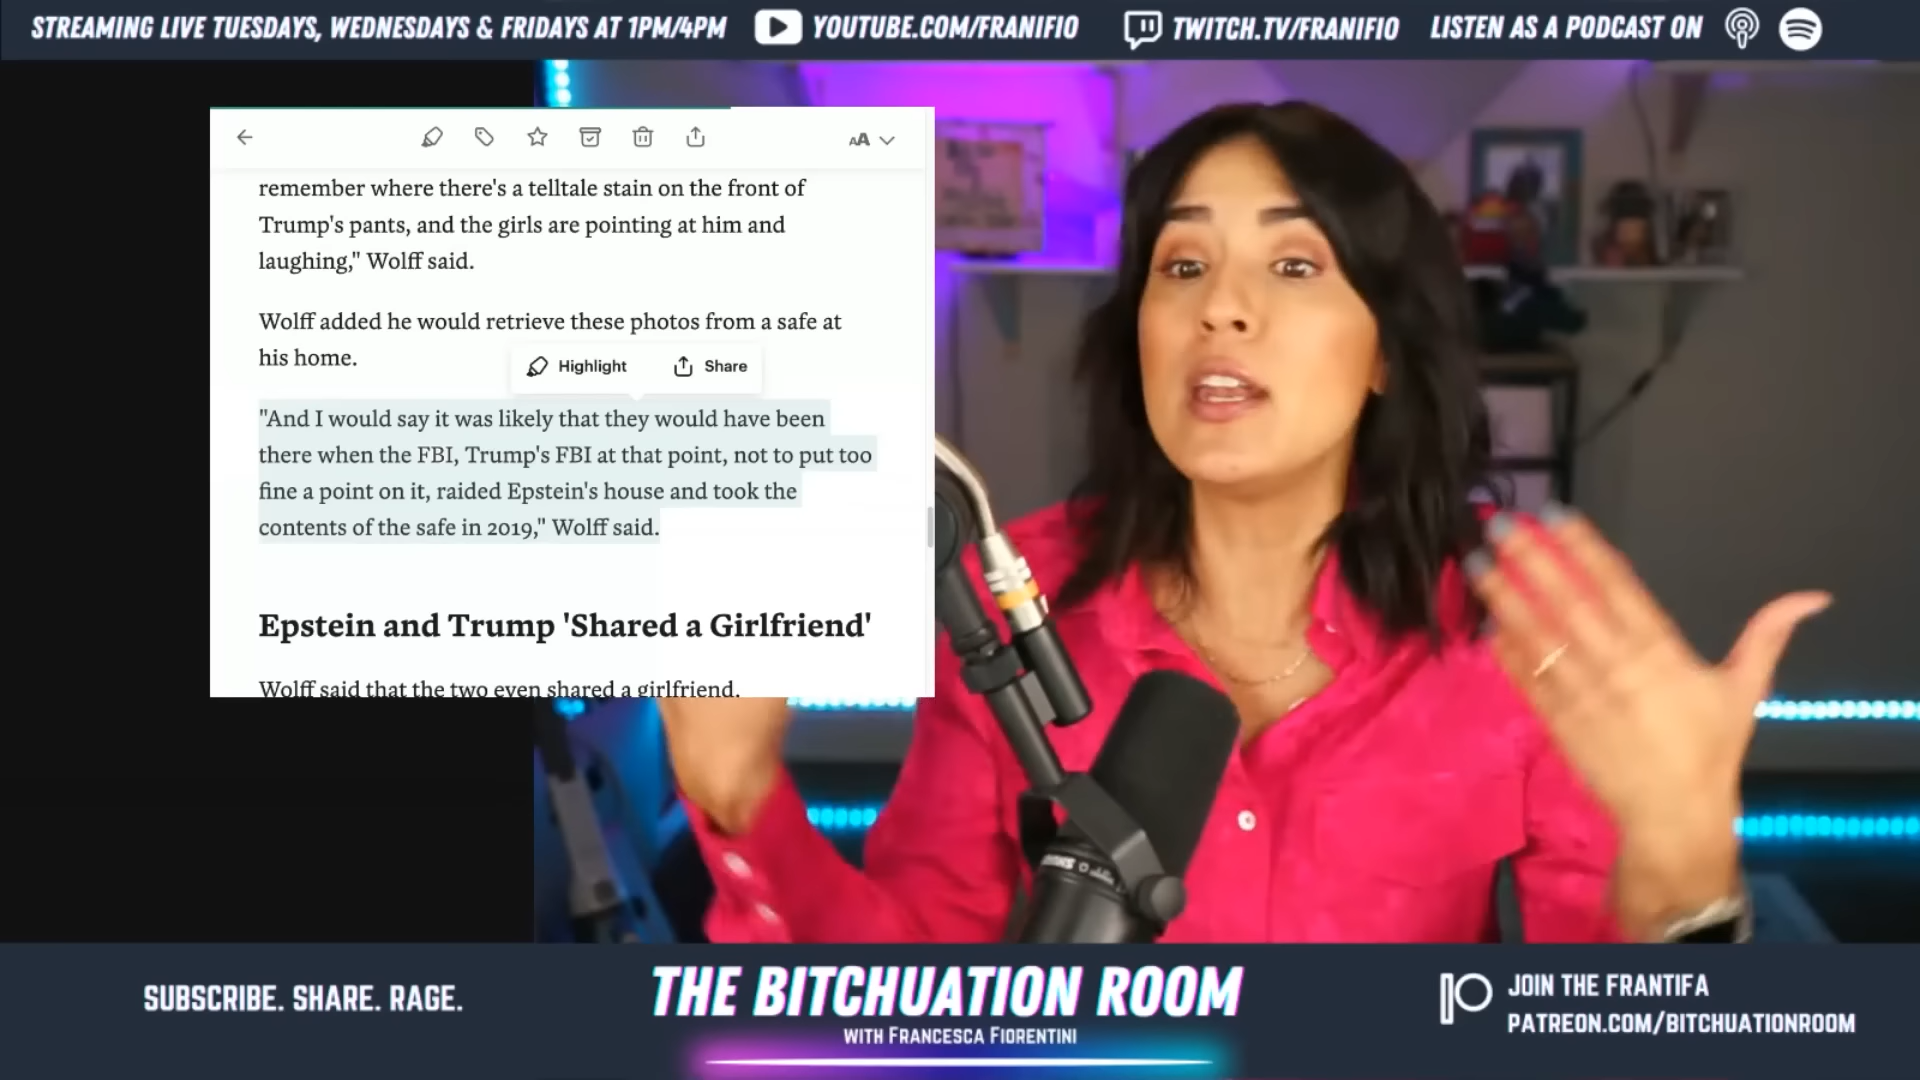 STREAMING LIVE TUESDAYS, WEDNESDAYS & FRIDAYS AT 1PM/4PM
YOUTUBE.COM/FRANIFIO
TWITCH.TV/FRANIFIO
LISTEN AS A PODCAST ON
AA
remember where there's a telltale stain on the front of
Trump's pants, and the girls are pointing at him and
laughing," Wolff said.
Wolff added he would retrieve these photos from a safe at
his home.
Highlight
Share
"And I would say it was likely that they would have been
there when the FBI, Trump's FBI at that point, not to put too
fine a point on it, raided Epstein's house and took the
contents of the safe in 2019," Wolff said.
Epstein and Trump 'Shared a Girlfriend'
Wolff said that the two even shared a girlfriend.
SUBSCRIBE. SHARE. RAGE.
THE BITCHUATION ROOM
WITH FRANCESCA FIORENTINI
JOIN THE FRANTIFA
PATREON.COM/BITCHUATIONROOM